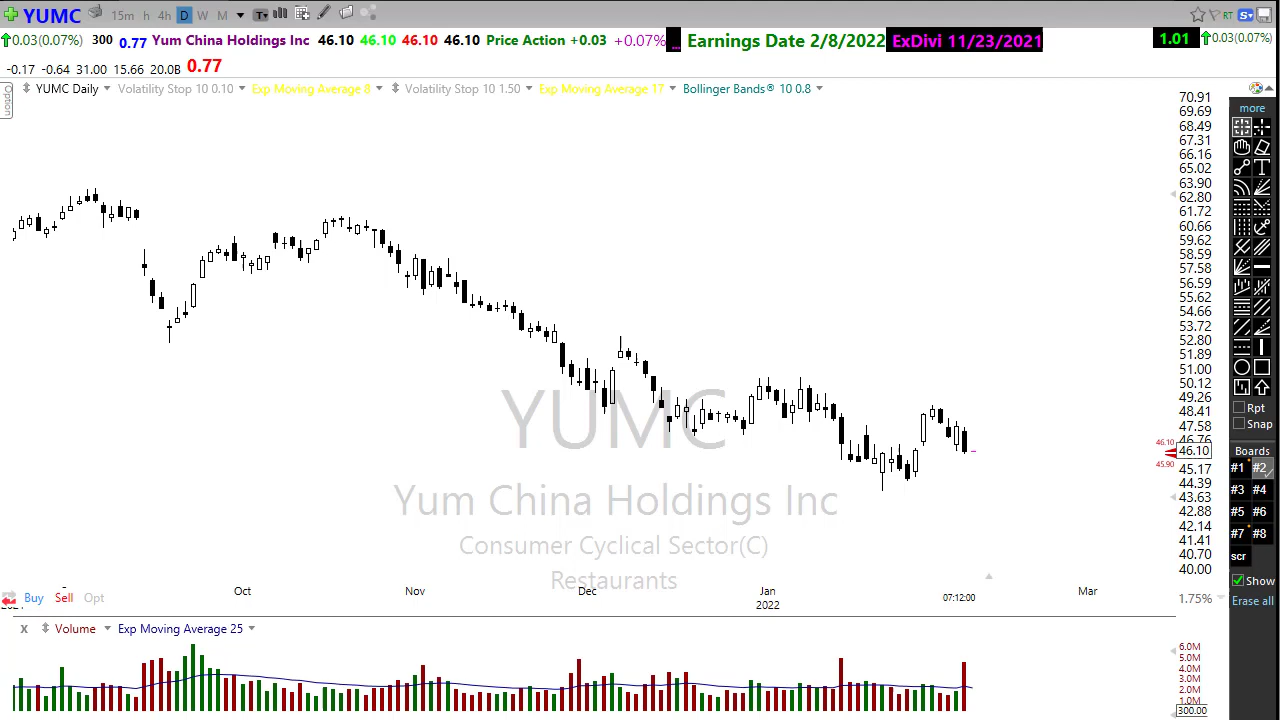 YUMC 15m h 4h D W M
0.03(0.07%) 300 0.77 Yum China Holdings Inc 46.10 46.10 46.10 46.10 Price Action +0.03 +0.07% ... Earnings Date 2/8/2022 ExDivi 11/23/2021 1.01 0.03(0.07%)
RT S
-0.17 -0.64 31.00 15.66 20.0B 0.77
Option
YUMC Daily Volatility Stop 10 0.10 Exp Moving Average 8 Volatility Stop 10 1.50 Exp Moving Average 17 Bollinger Bands® 10 0.8
70.91
69.69
68.49
67.31
66.16
65.02
63.90
62.80
61.72
60.66
59.62
58.59
57.58
56.59
55.62
54.66
53.72
52.80
51.89
51.00
50.12
49.26
48.41
47.58
46.76
46.10 46.10
45.90 45.17
44.39
43.63
42.88
42.14
41.41
40.70
40.00
YUMC
Yum China Holdings Inc
Consumer Cyclical Sector(C)
Restaurants
Oct Nov Dec Jan Mar
2022 07:12:00
Buy Sell Opt 1.75%
X Volume Exp Moving Average 25
6.0M
5.0M
4.0M
3.0M
2.0M
1.0M
300.00
more
T
Rpt
Snap
Boards
#1 #2
#3 #4
#5 #6
#7 #8
scr
Show
Erase all